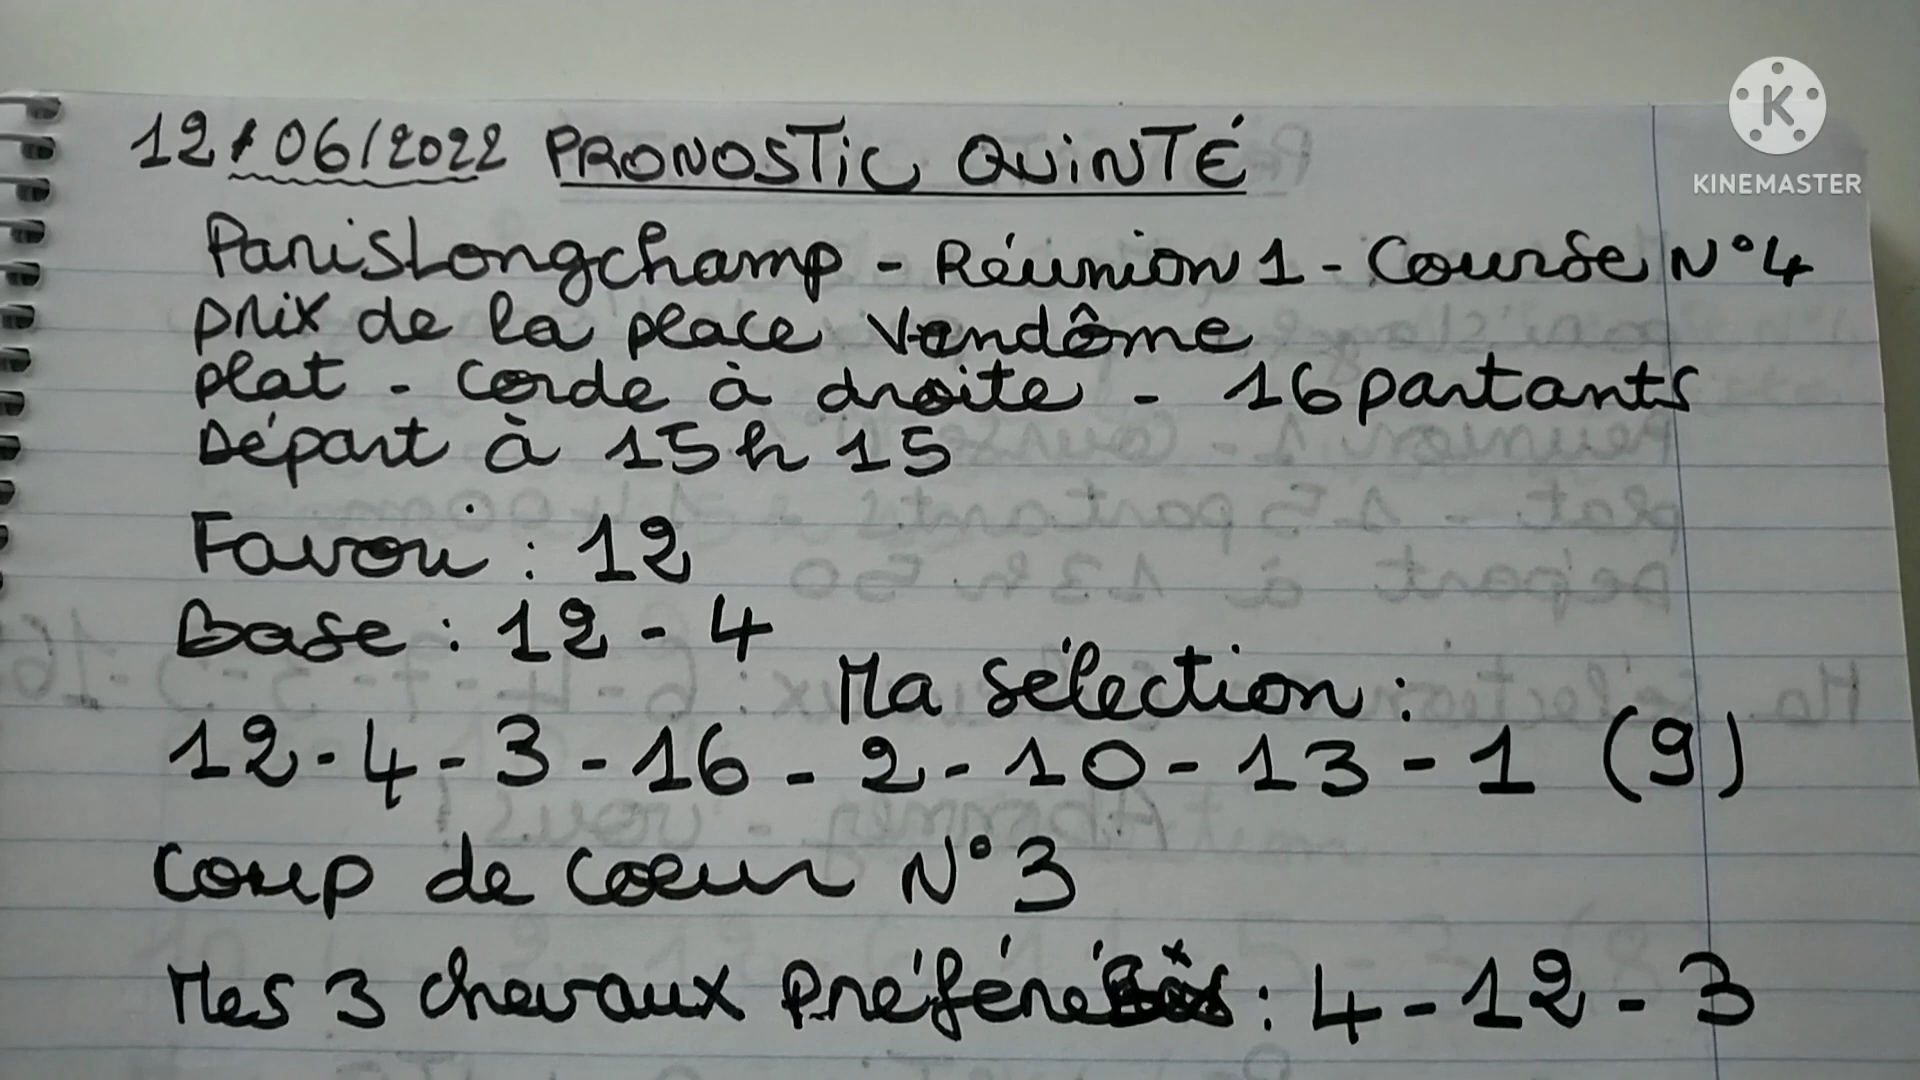 12/06/2022 PRONOSTIC QUINTÉ
KINEMASTER
ParisLongchamp - Réunion 1 - Course N°4
prix de la place Vendôme
plat - Corde à droite - 16 partants
Départ à 15h15
Favori : 12
Base : 12 - 4
Ma sélection :
12 - 4 - 3 - 16 - 2 - 10 - 13 - 1 (9)
Coup de coeur N°3
Mes 3 chevaux préférés : 4 - 12 - 3